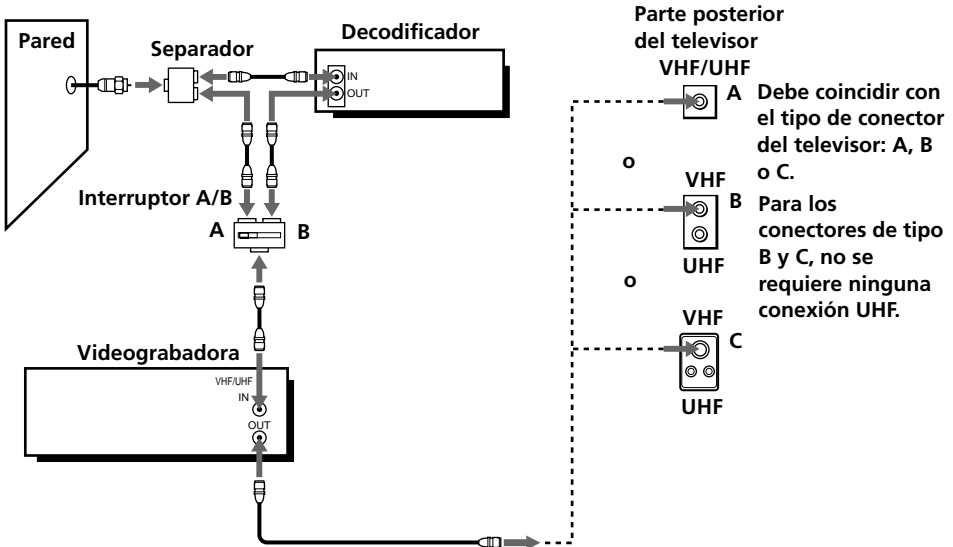 Pared
Separador
Decodificador
IN
OUT
Interruptor A/B
A
B
Videograbadora
VHF/UHF
IN
OUT
Parte posterior
del televisor
VHF/UHF
A
o
VHF
B
UHF
o
VHF
C
UHF
Debe coincidir con
el tipo de conector
del televisor: A, B
o C.
Para los
conectores de tipo
B y C, no se
requiere ninguna
conexión UHF.